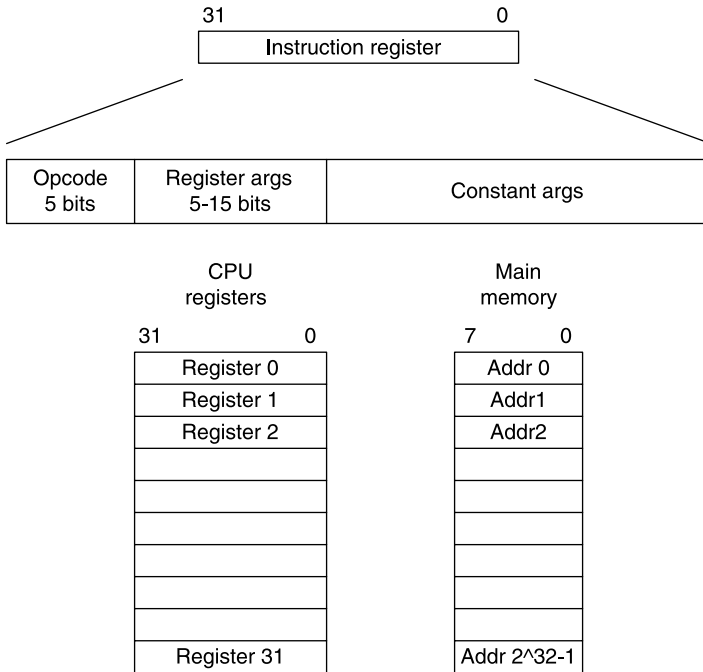 31 0
Instruction register
Opcode
5 bits
Register args
5-15 bits
Constant args
CPU
registers
31 0
Register 0
Register 1
Register 2
Register 31
Main
memory
7 0
Addr 0
Addr1
Addr2
Addr 2^32-1